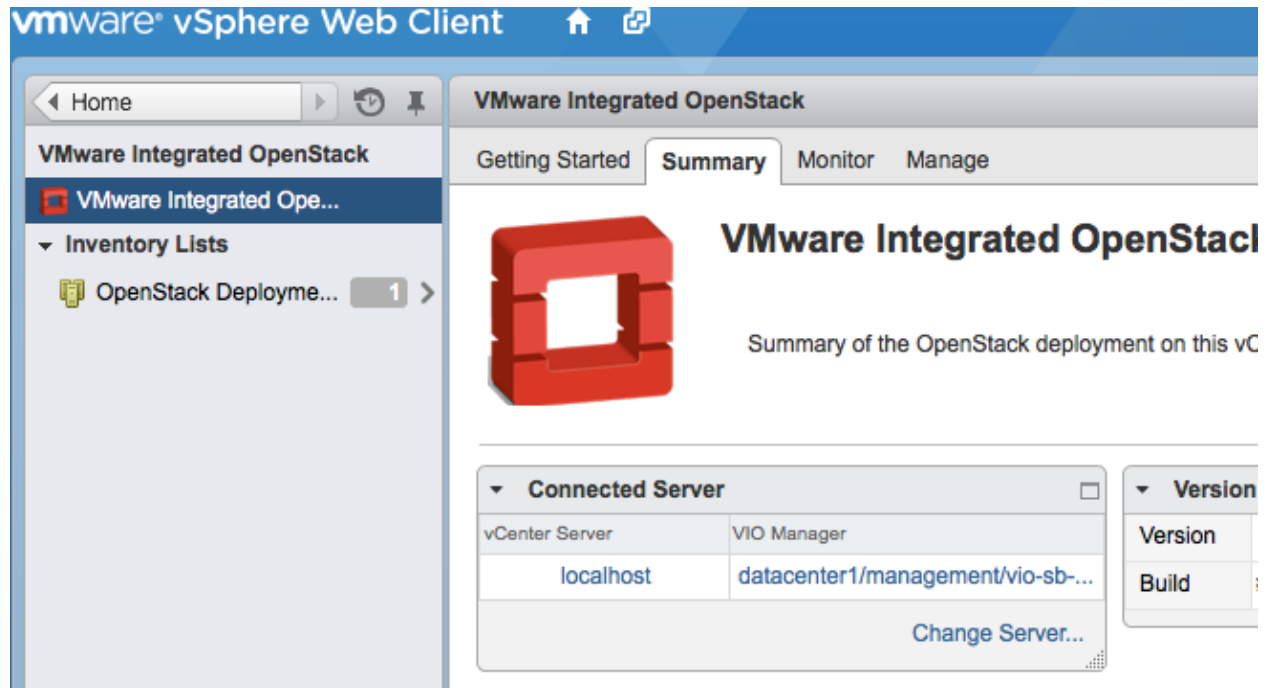 vmware® vSphere Web Client
Home
VMware Integrated OpenStack
VMware Integrated Ope...
Inventory Lists
OpenStack Deployme... 1
VMware Integrated OpenStack
Getting Started Summary Monitor Manage
VMware Integrated OpenStack
Summary of the OpenStack deployment on this vC
Connected Server
vCenter Server VIO Manager
localhost datacenter1/management/vio-sb-...
Change Server...
Version
Version
Build